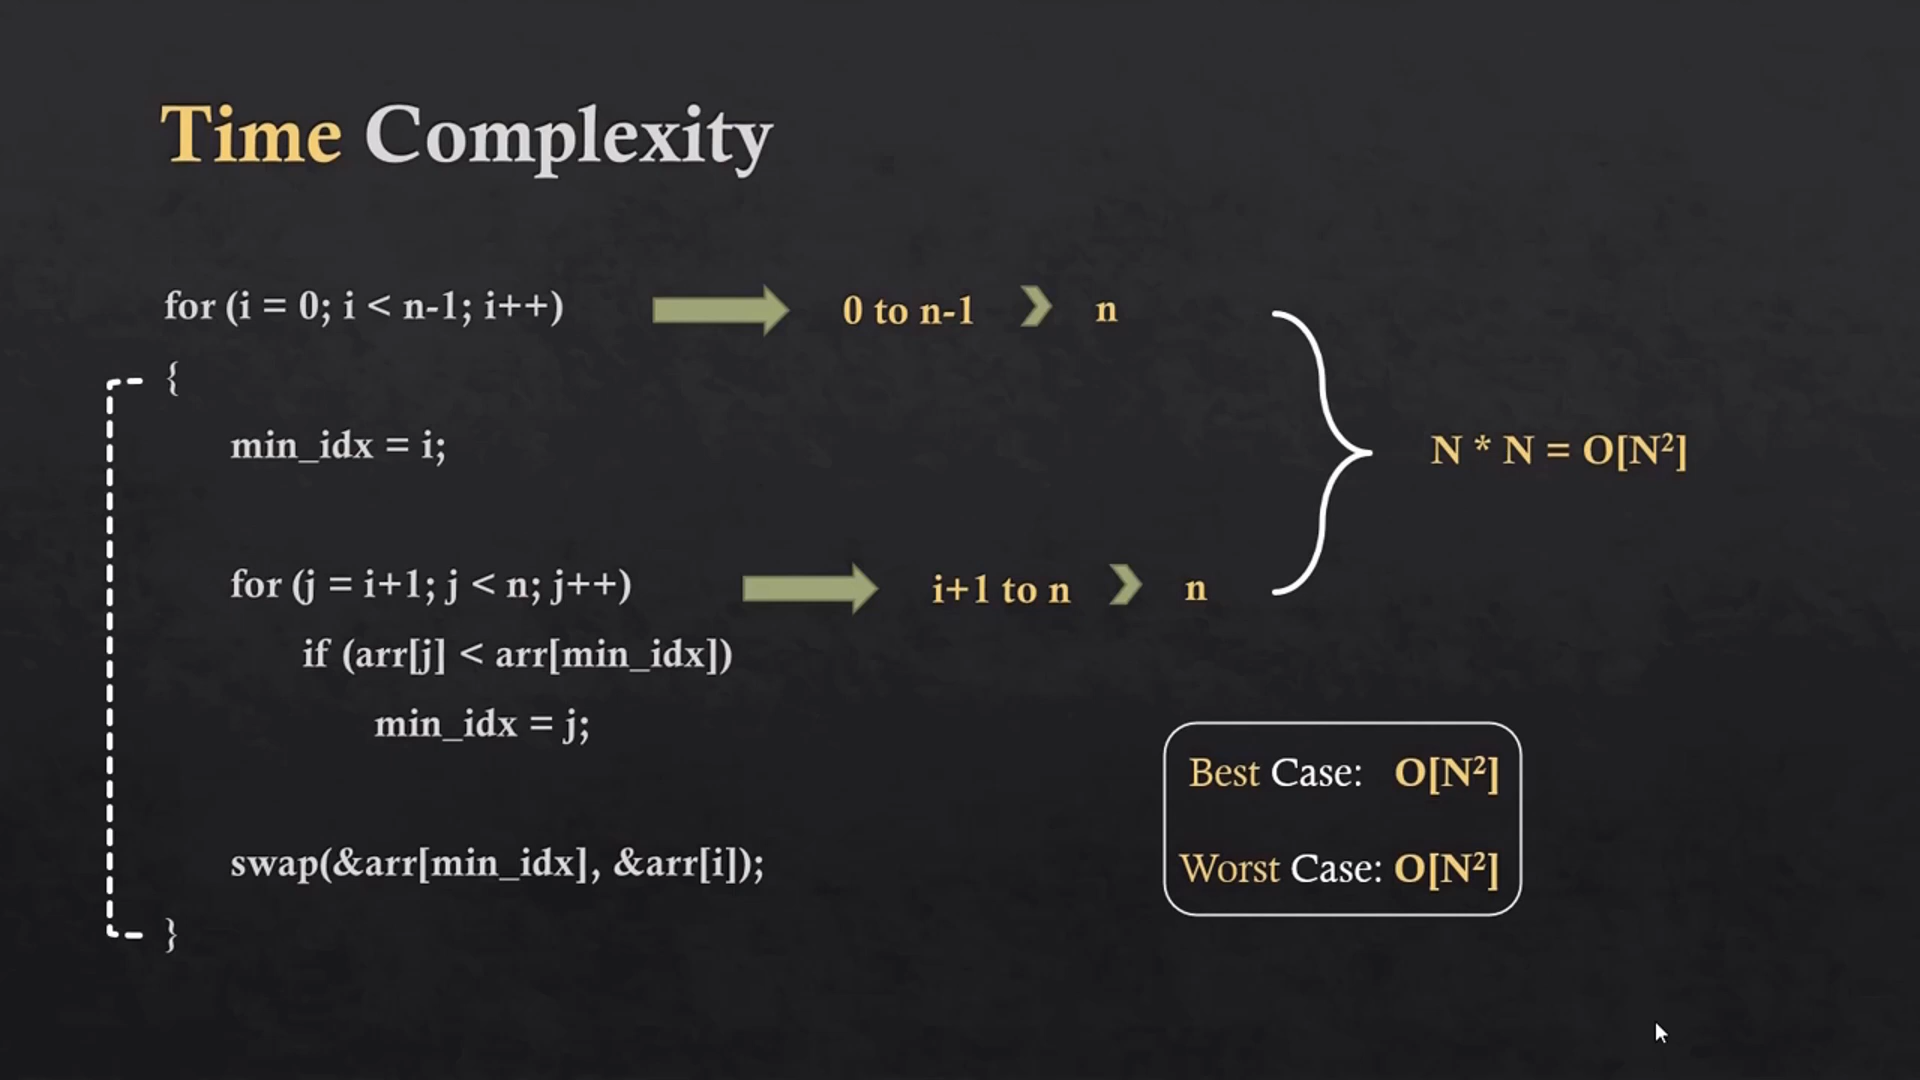 Time Complexity
for (i = 0; i < n-1; i++)
0 to n-1
n
{
min_idx = i;
N * N = O[N²]
for (j = i+1; j < n; j++)
i+1 to n
n
if (arr[j] < arr[min_idx])
min_idx = j;
Best Case: O[N²]
Worst Case: O[N²]
swap(&arr[min_idx], &arr[i]);
}